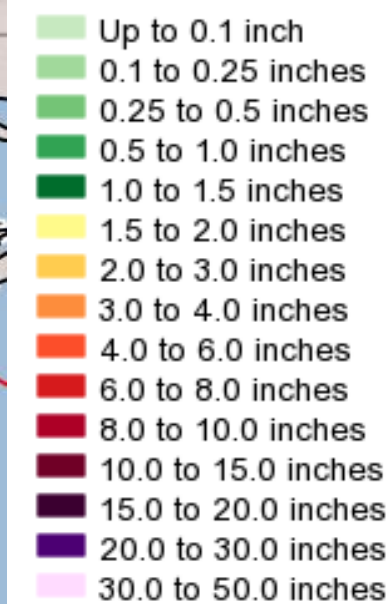 Up to 0.1 inch
0.1 to 0.25 inches
0.25 to 0.5 inches
0.5 to 1.0 inches
1.0 to 1.5 inches
1.5 to 2.0 inches
2.0 to 3.0 inches
3.0 to 4.0 inches
4.0 to 6.0 inches
6.0 to 8.0 inches
8.0 to 10.0 inches
10.0 to 15.0 inches
15.0 to 20.0 inches
20.0 to 30.0 inches
30.0 to 50.0 inches